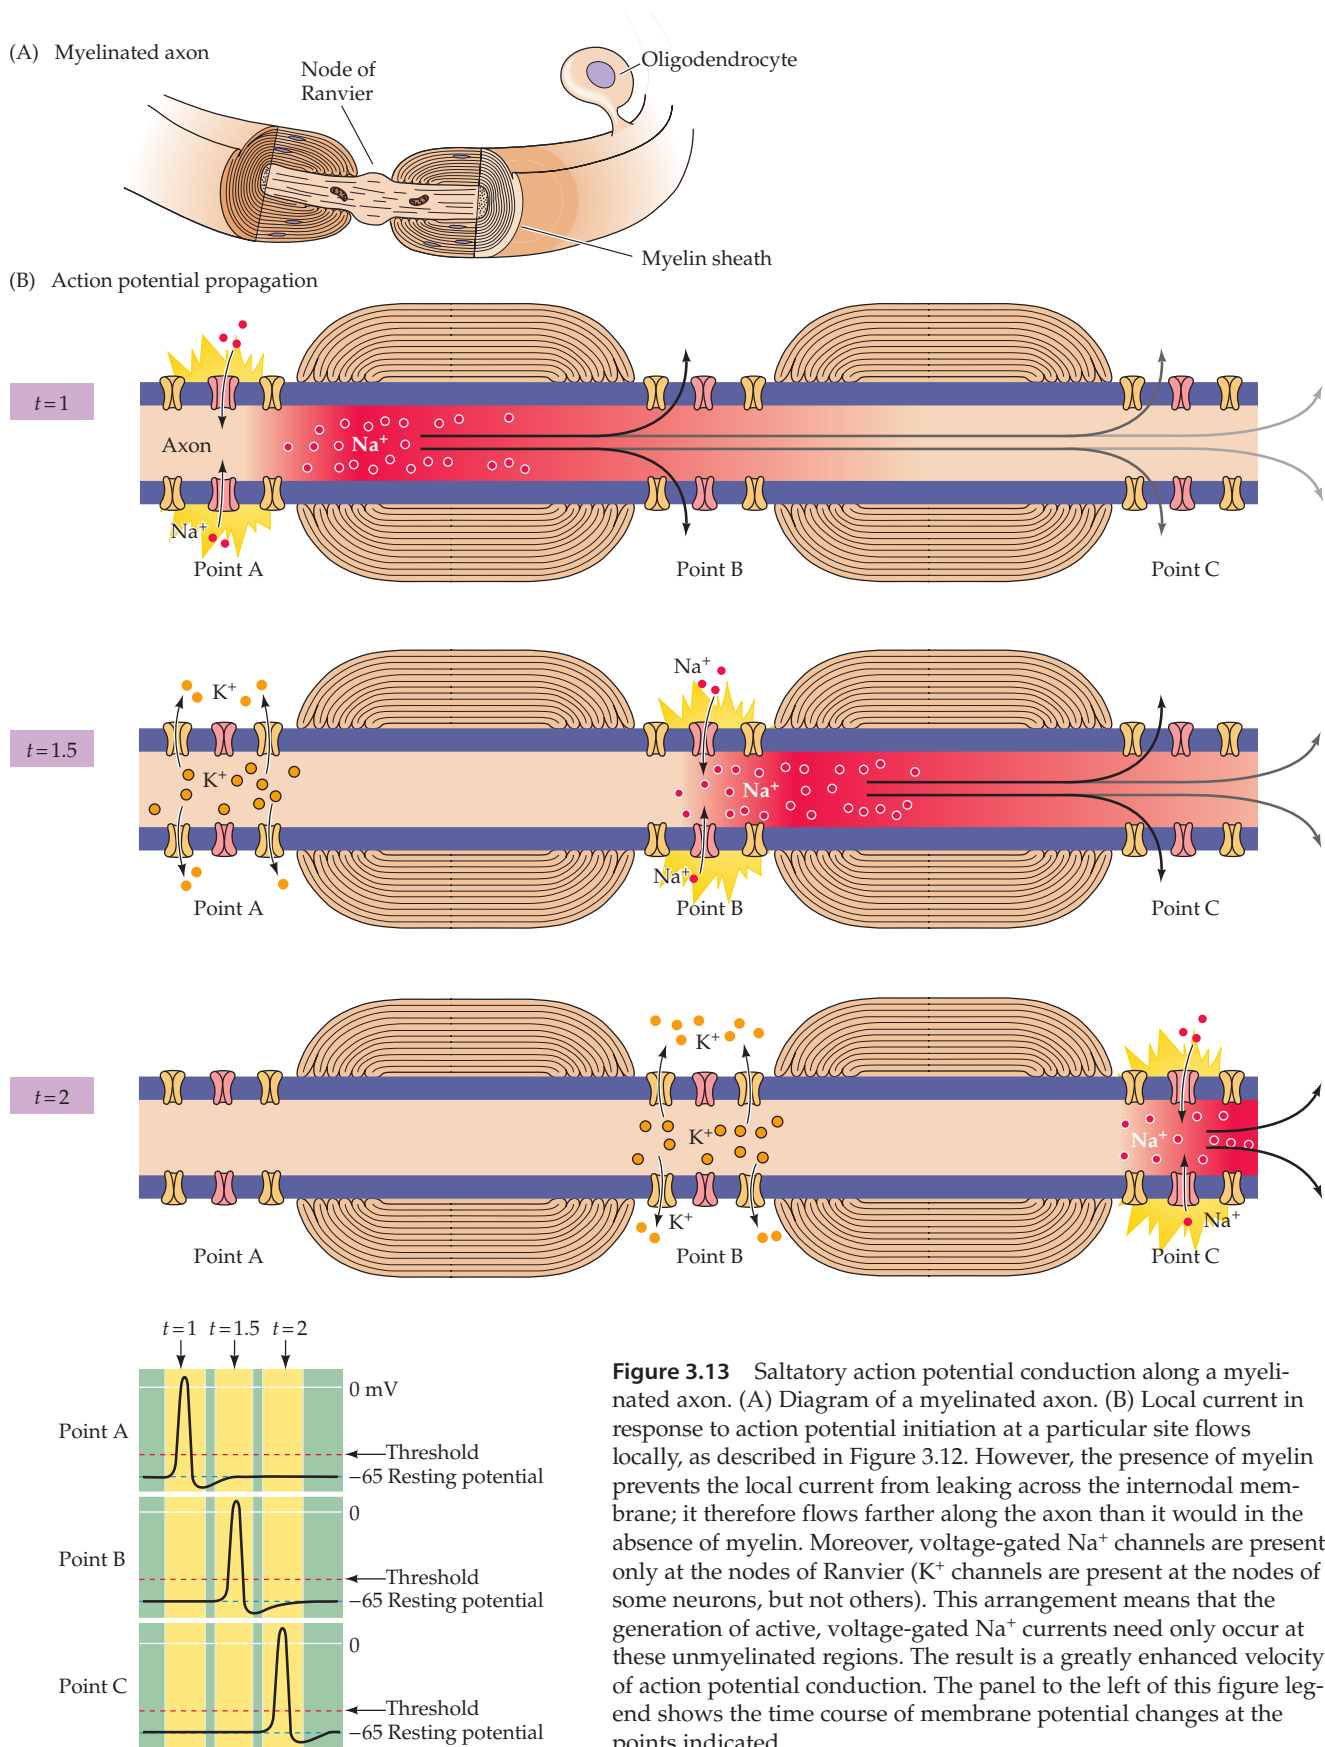 (A) Myelinated axon
Node of
Ranvier
Oligodendrocyte
Myelin sheath
(B) Action potential propagation
t=1
Axon
Na⁺
Na⁺
Point A
Point B
Point C
t=1.5
K⁺
K⁺
Na⁺
Na⁺
Na⁺
Point A
Point B
Point C
t=2
K⁺
K⁺
K⁺
Na⁺
Na⁺
Point A
Point B
Point C
t=1 t=1.5 t=2
Point A
0 mV
Threshold
–65 Resting potential
Point B
0
Threshold
–65 Resting potential
Point C
0
Threshold
–65 Resting potential
Figure 3.13 Saltatory action potential conduction along a myeli-
nated axon. (A) Diagram of a myelinated axon. (B) Local current in
response to action potential initiation at a particular site flows
locally, as described in Figure 3.12. However, the presence of myelin
prevents the local current from leaking across the internodal mem-
brane; it therefore flows farther along the axon than it would in the
absence of myelin. Moreover, voltage-gated Na⁺ channels are present
only at the nodes of Ranvier (K⁺ channels are present at the nodes of
some neurons, but not others). This arrangement means that the
generation of active, voltage-gated Na⁺ currents need only occur at
these unmyelinated regions. The result is a greatly enhanced velocity
of action potential conduction. The panel to the left of this figure leg-
end shows the time course of membrane potential changes at the
points indicated.